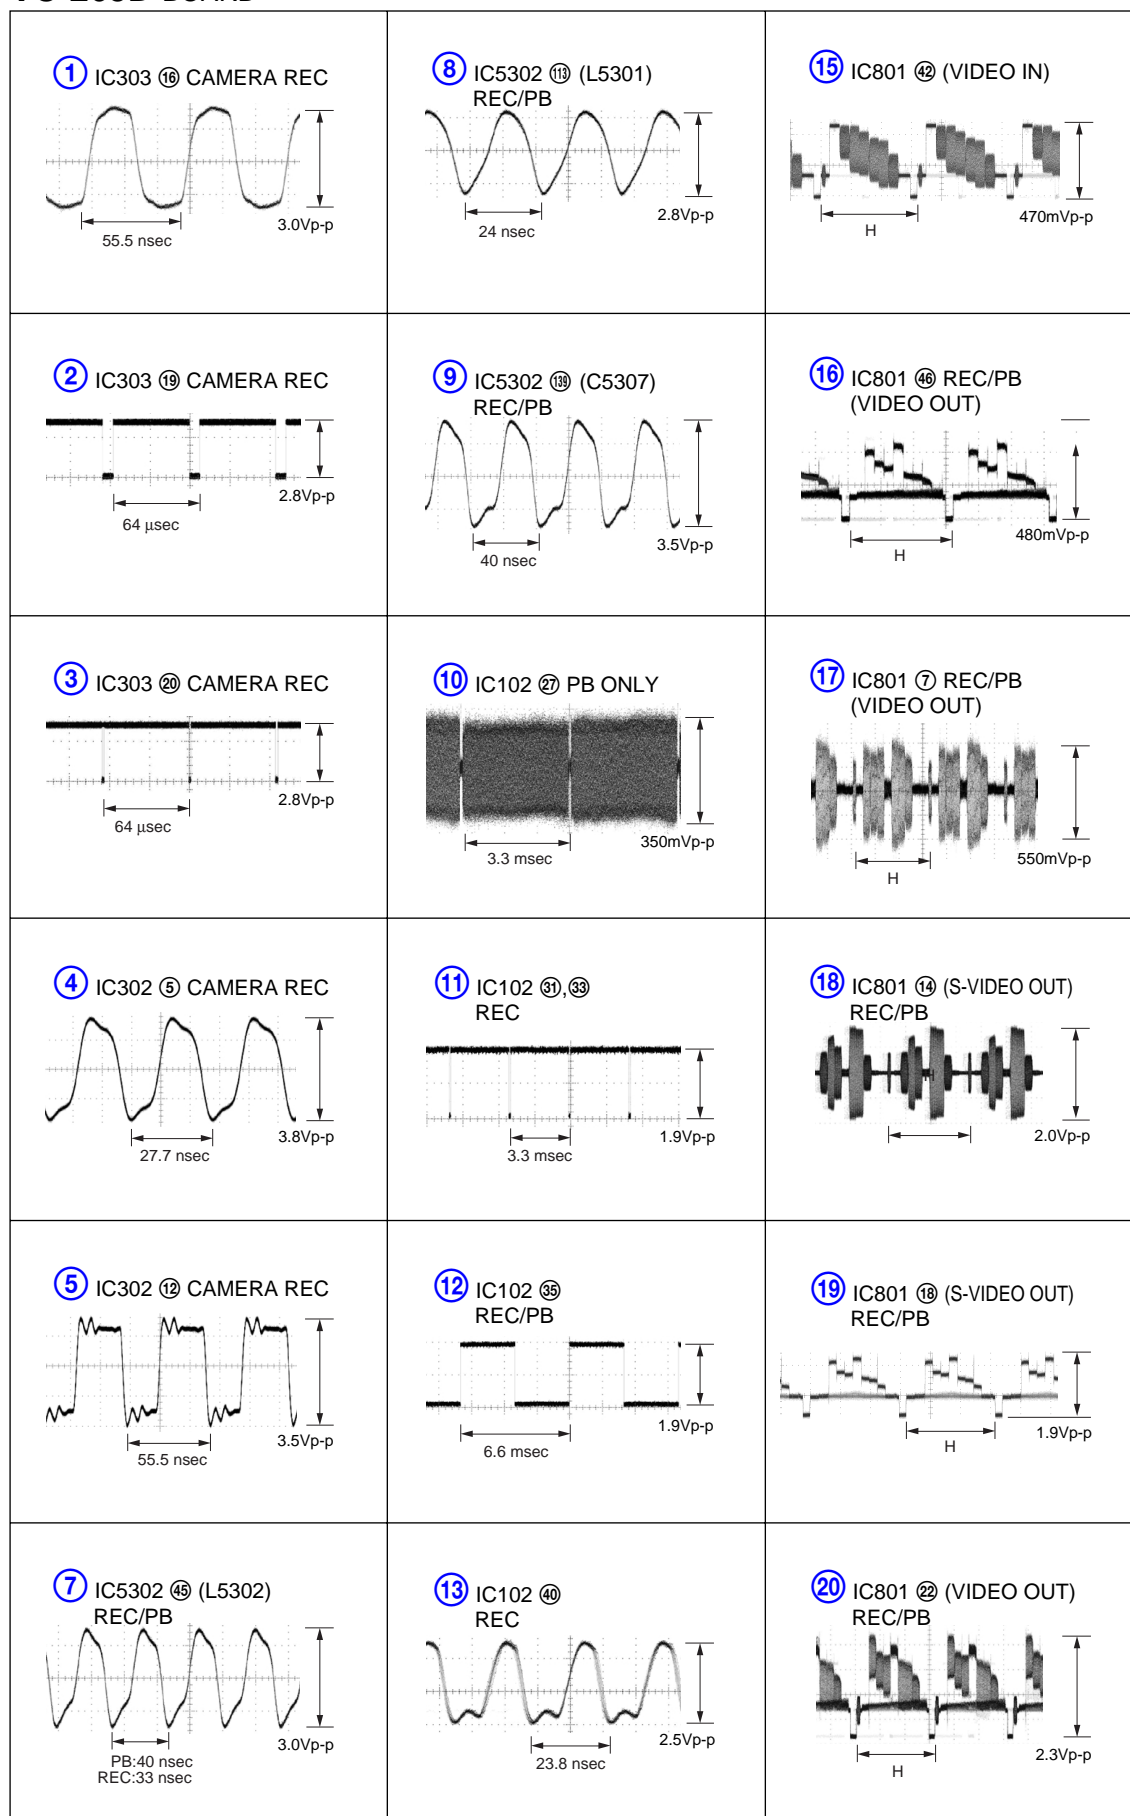 ① IC303 ⑯ CAMERA REC
3.0Vp-p
55.5 nsec
② IC303 ⑲ CAMERA REC
2.8Vp-p
64 μsec
③ IC303 ⑳ CAMERA REC
2.8Vp-p
64 μsec
④ IC302 ⑤ CAMERA REC
3.8Vp-p
27.7 nsec
⑤ IC302 ⑫ CAMERA REC
3.5Vp-p
55.5 nsec
⑦ IC5302 ㊺ (L5302)
REC/PB
3.0Vp-p
PB:40 nsec
REC:33 nsec
⑧ IC5302 (113) (L5301)
REC/PB
2.8Vp-p
24 nsec
⑨ IC5302 (139) (C5307)
REC/PB
3.5Vp-p
40 nsec
⑩ IC102 ㉗ PB ONLY
350mVp-p
3.3 msec
⑪ IC102 ㉛,㉝
REC
1.9Vp-p
3.3 msec
⑫ IC102 ㉟
REC/PB
1.9Vp-p
6.6 msec
⑬ IC102 ㊵
REC
2.5Vp-p
23.8 nsec
⑮ IC801 ㊷ (VIDEO IN)
470mVp-p
H
⑯ IC801 ㊻ REC/PB
(VIDEO OUT)
480mVp-p
H
⑰ IC801 ⑦ REC/PB
(VIDEO OUT)
550mVp-p
H
⑱ IC801 ⑭ (S-VIDEO OUT)
REC/PB
H
2.0Vp-p
⑲ IC801 ⑱ (S-VIDEO OUT)
REC/PB
1.9Vp-p
H
⑳ IC801 ㉒ (VIDEO OUT)
REC/PB
2.3Vp-p
H